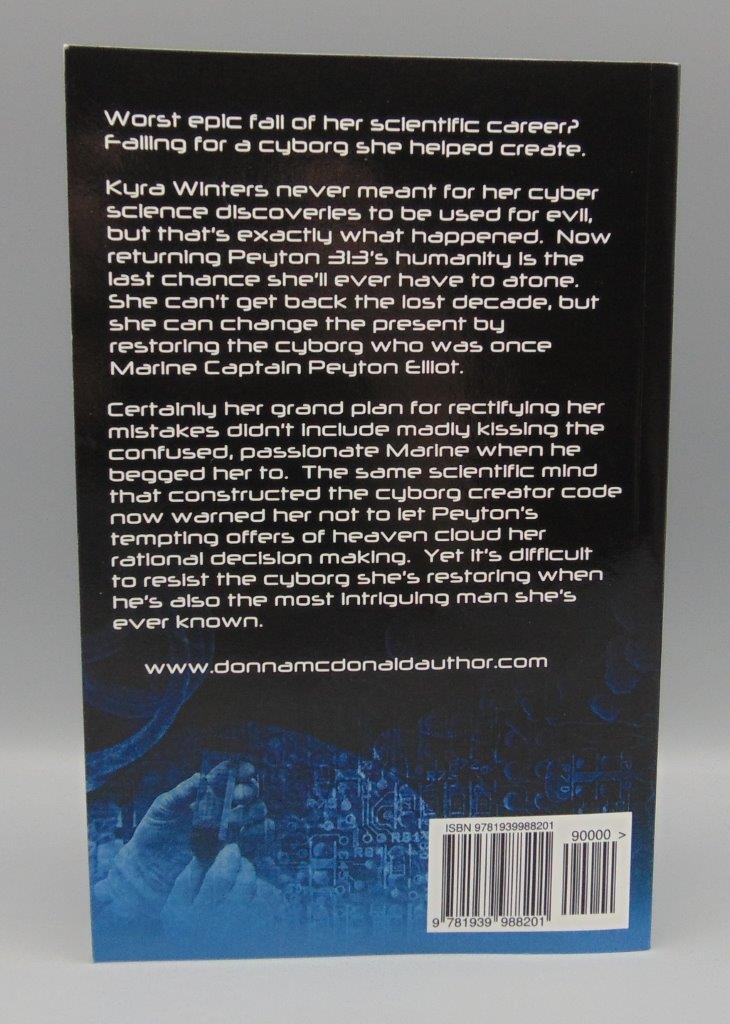 Worst epic fail of her scientific career?
Falling for a cyborg she helped create.
Kyra Winters never meant for her cyber
science discoveries to be used for evil,
but that's exactly what happened. Now
returning Peyton 313's humanity is the
last chance she'll ever have to atone.
She can't get back the lost decade, but
she can change the present by
restoring the cyborg who was once
Marine Captain Peyton Elliot.
Certainly her grand plan for rectifying her
mistakes didn't include madly kissing the
confused, passionate Marine when he
begged her to. The same scientific mind
that constructed the cyborg creator code
now warned her not to let Peyton's
tempting offers of heaven cloud her
rational decision making. Yet it's difficult
to resist the cyborg she's restoring when
he's also the most intriguing man she's
ever known.
www.donnamcdonaldauthor.com
ISBN 9781939988201
90000 >
9 781939 988201